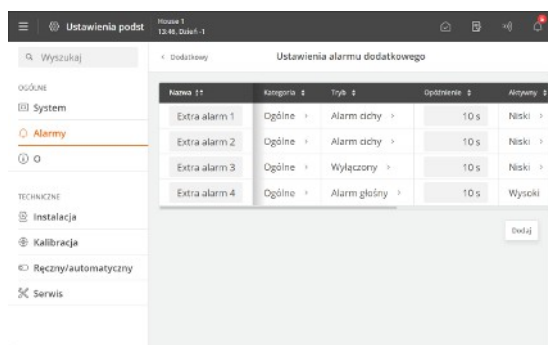 Ustawienia podst
House 1
13:46, Dzień -1
Wyszukaj
< Dodatkowy
Ustawienia alarmu dodatkowego
OGÓLNE
System
Alarmy
O
TECHNICZNE
Instalacja
Kalibracja
Ręczny/automatyczny
Serwis
Nazwa Kategoria Tryb Opóźnienie Aktywny
Extra alarm 1 Ogólne > Alarm cichy > 10 s Niski >
Extra alarm 2 Ogólne > Alarm cichy > 10 s Niski >
Extra alarm 3 Ogólne > Wyłączony > 10 s Niski >
Extra alarm 4 Ogólne > Alarm głośny > 10 s Wysoki
Dodaj